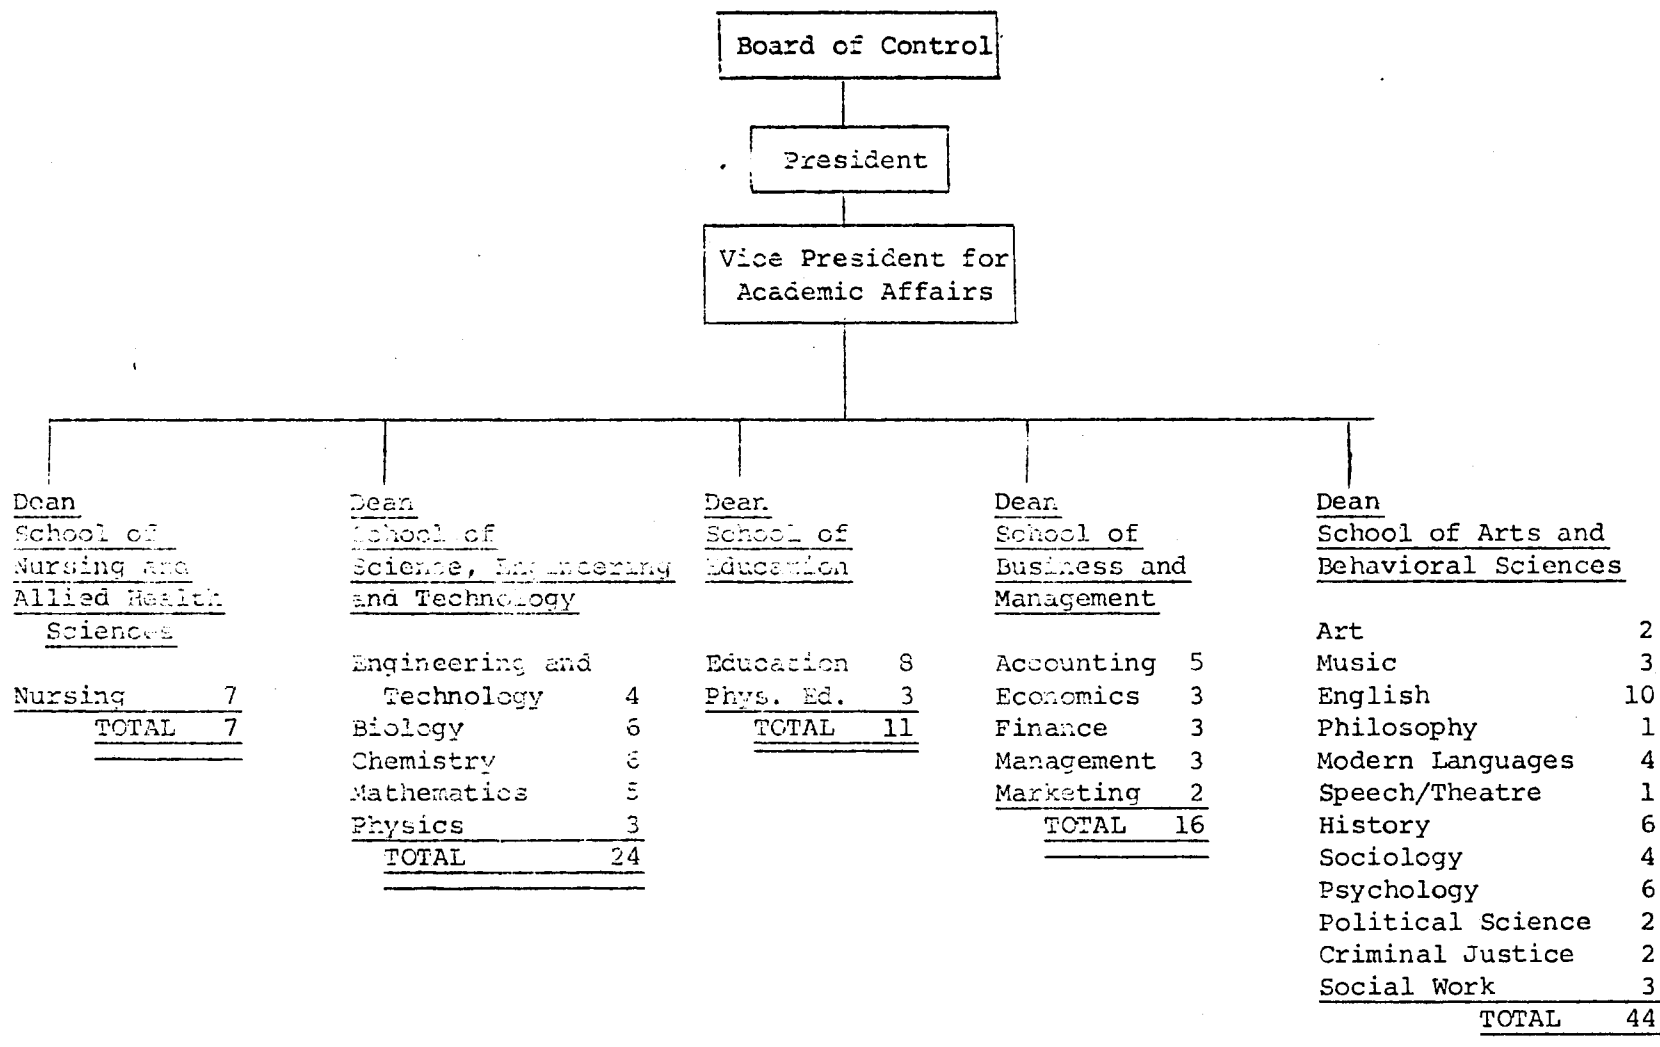 Board of Control
President
Vice President for
Academic Affairs
Dean
School of
Nursing and
Allied Health
Sciences
Nursing 7
TOTAL 7
Dean
School of
Science, Engineering
and Technology
Engineering and
Technology 4
Biology 6
Chemistry 6
Mathematics 5
Physics 3
TOTAL 24
Dean
School of
Education
Education 8
Phys. Ed. 3
TOTAL 11
Dean
School of
Business and
Management
Accounting 5
Economics 3
Finance 3
Management 3
Marketing 2
TOTAL 16
Dean
School of Arts and
Behavioral Sciences
Art 2
Music 3
English 10
Philosophy 1
Modern Languages 4
Speech/Theatre 1
History 6
Sociology 4
Psychology 6
Political Science 2
Criminal Justice 2
Social Work 3
TOTAL 44